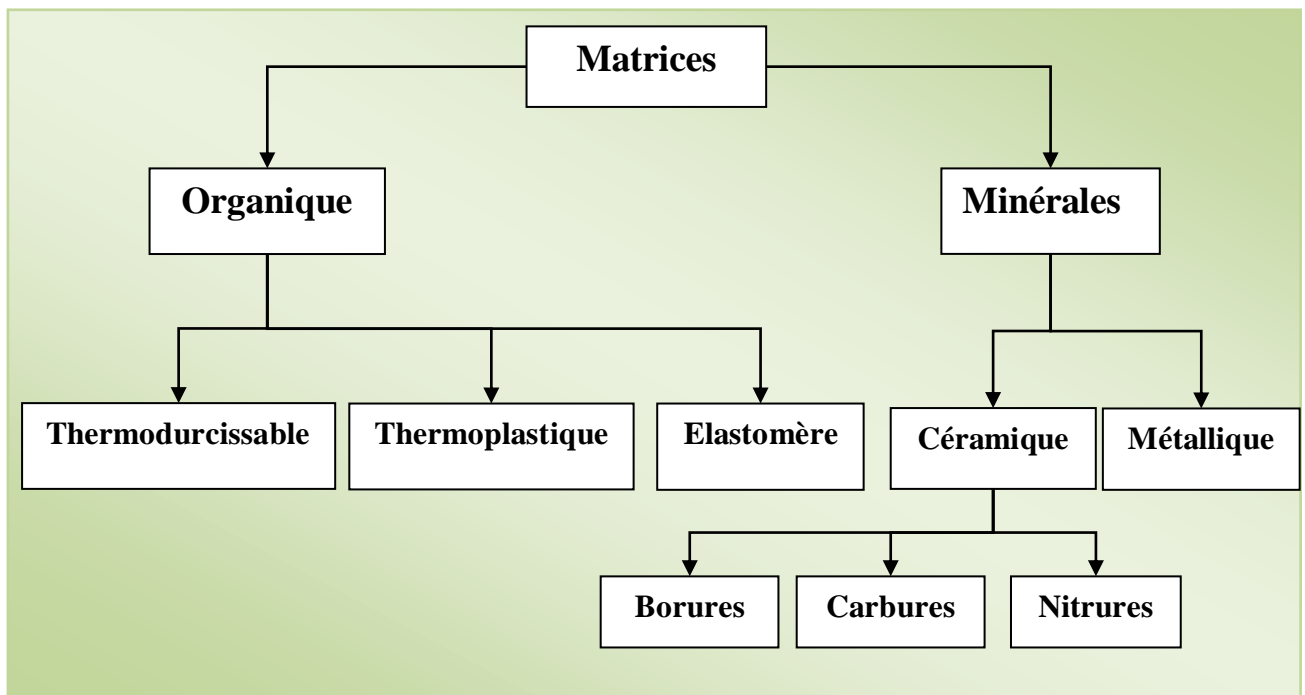 Matrices
Organique
Minérales
Thermodurcissable
Thermoplastique
Elastomère
Céramique
Métallique
Borures
Carbures
Nitrures